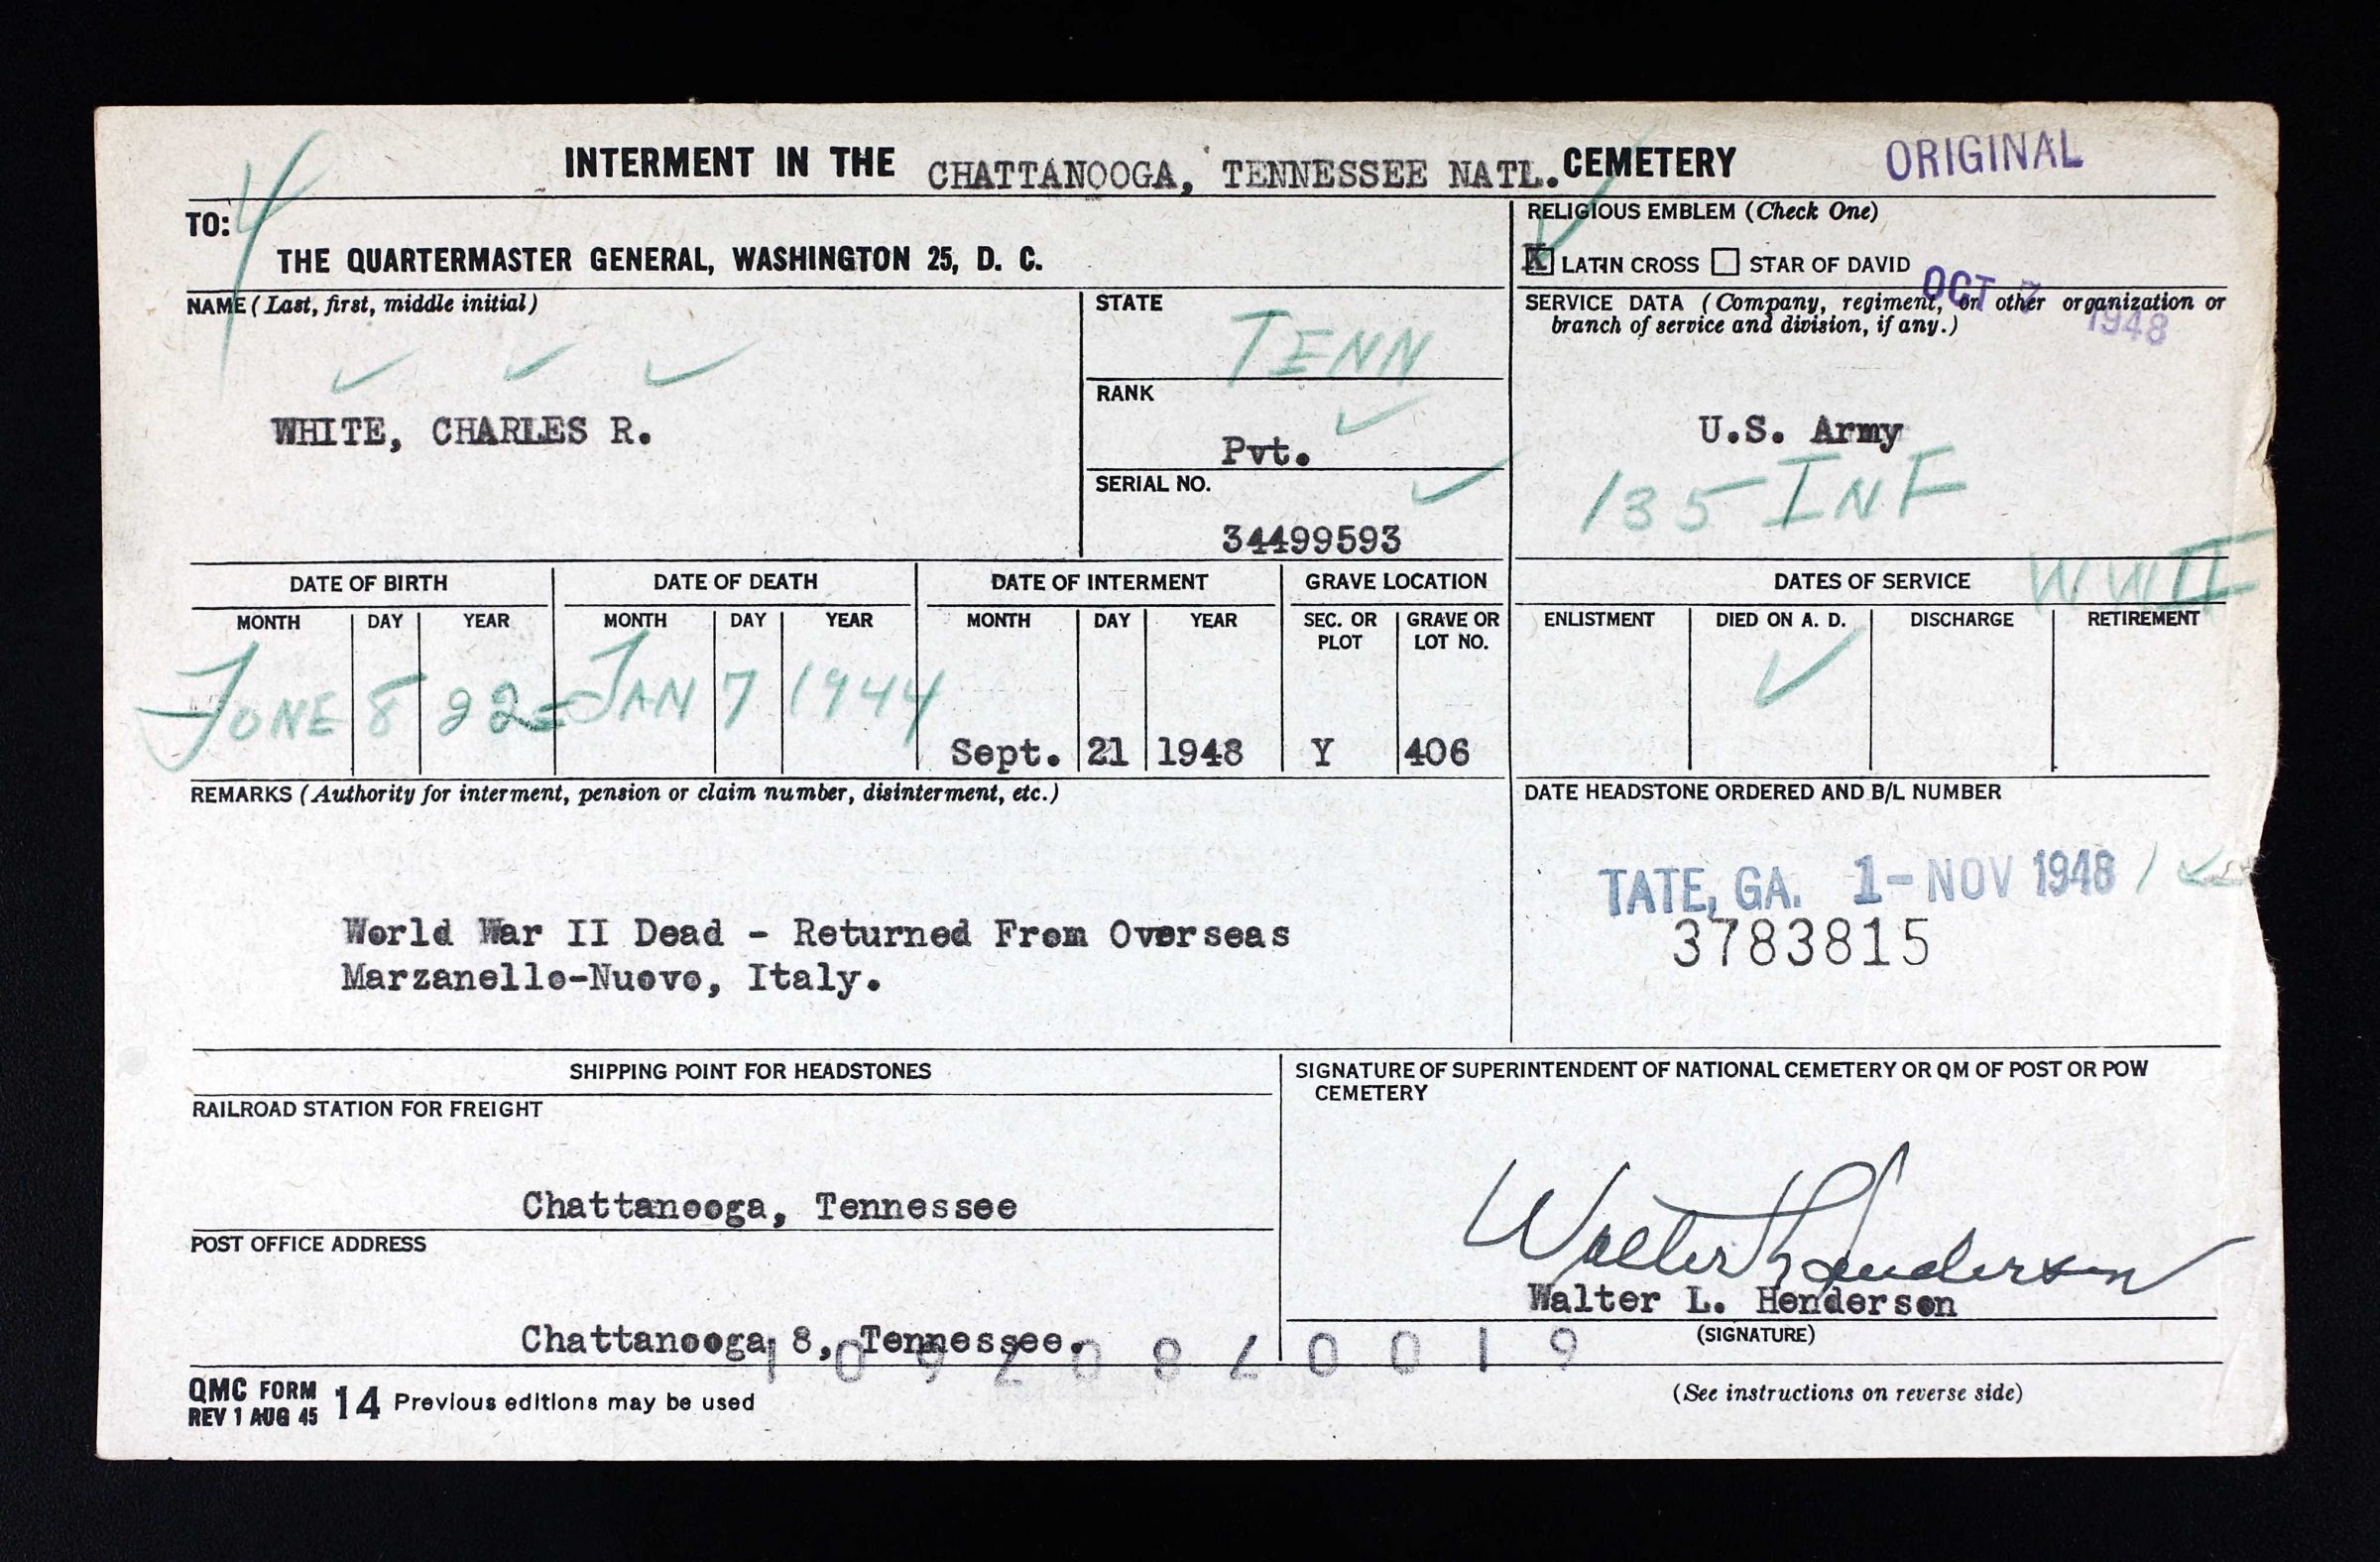 INTERMENT IN THE CHATTANOOGA, TENNESSEE NATL. CEMETERY ORIGINAL
4
TO:
THE QUARTERMASTER GENERAL, WASHINGTON 25, D. C.
RELIGIOUS EMBLEM (Check One)
X LATIN CROSS STAR OF DAVID
OCT 7 1948
NAME (Last, first, middle initial)
WHITE, CHARLES R.
STATE
TENN
RANK
Pvt.
SERIAL NO.
34499593
SERVICE DATA (Company, regiment, or other organization or
branch of service and division, if any.)
U.S. Army
135 INF
DATE OF BIRTH DATE OF DEATH DATE OF INTERMENT GRAVE LOCATION
MONTH DAY YEAR MONTH DAY YEAR MONTH DAY YEAR SEC. OR PLOT GRAVE OR LOT NO.
JUNE 8 22 JAN 7 1944 Sept. 21 1948 Y 406
DATES OF SERVICE WWII
ENLISTMENT DIED ON A. D. DISCHARGE RETIREMENT
REMARKS (Authority for interment, pension or claim number, disinterment, etc.)
World War II Dead - Returned From Overseas
Marzanello-Nuovo, Italy.
DATE HEADSTONE ORDERED AND B/L NUMBER
TATE, GA. 1- NOV 1948
3783815
SHIPPING POINT FOR HEADSTONES
RAILROAD STATION FOR FREIGHT
Chattanooga, Tennessee
POST OFFICE ADDRESS
Chattanooga 8, Tennessee.
SIGNATURE OF SUPERINTENDENT OF NATIONAL CEMETERY OR QM OF POST OR POW
CEMETERY
Walter L Henderson
Walter L. Henderson
(SIGNATURE)
QMC FORM 14 Previous editions may be used
REV 1 AUG 45
(See instructions on reverse side)